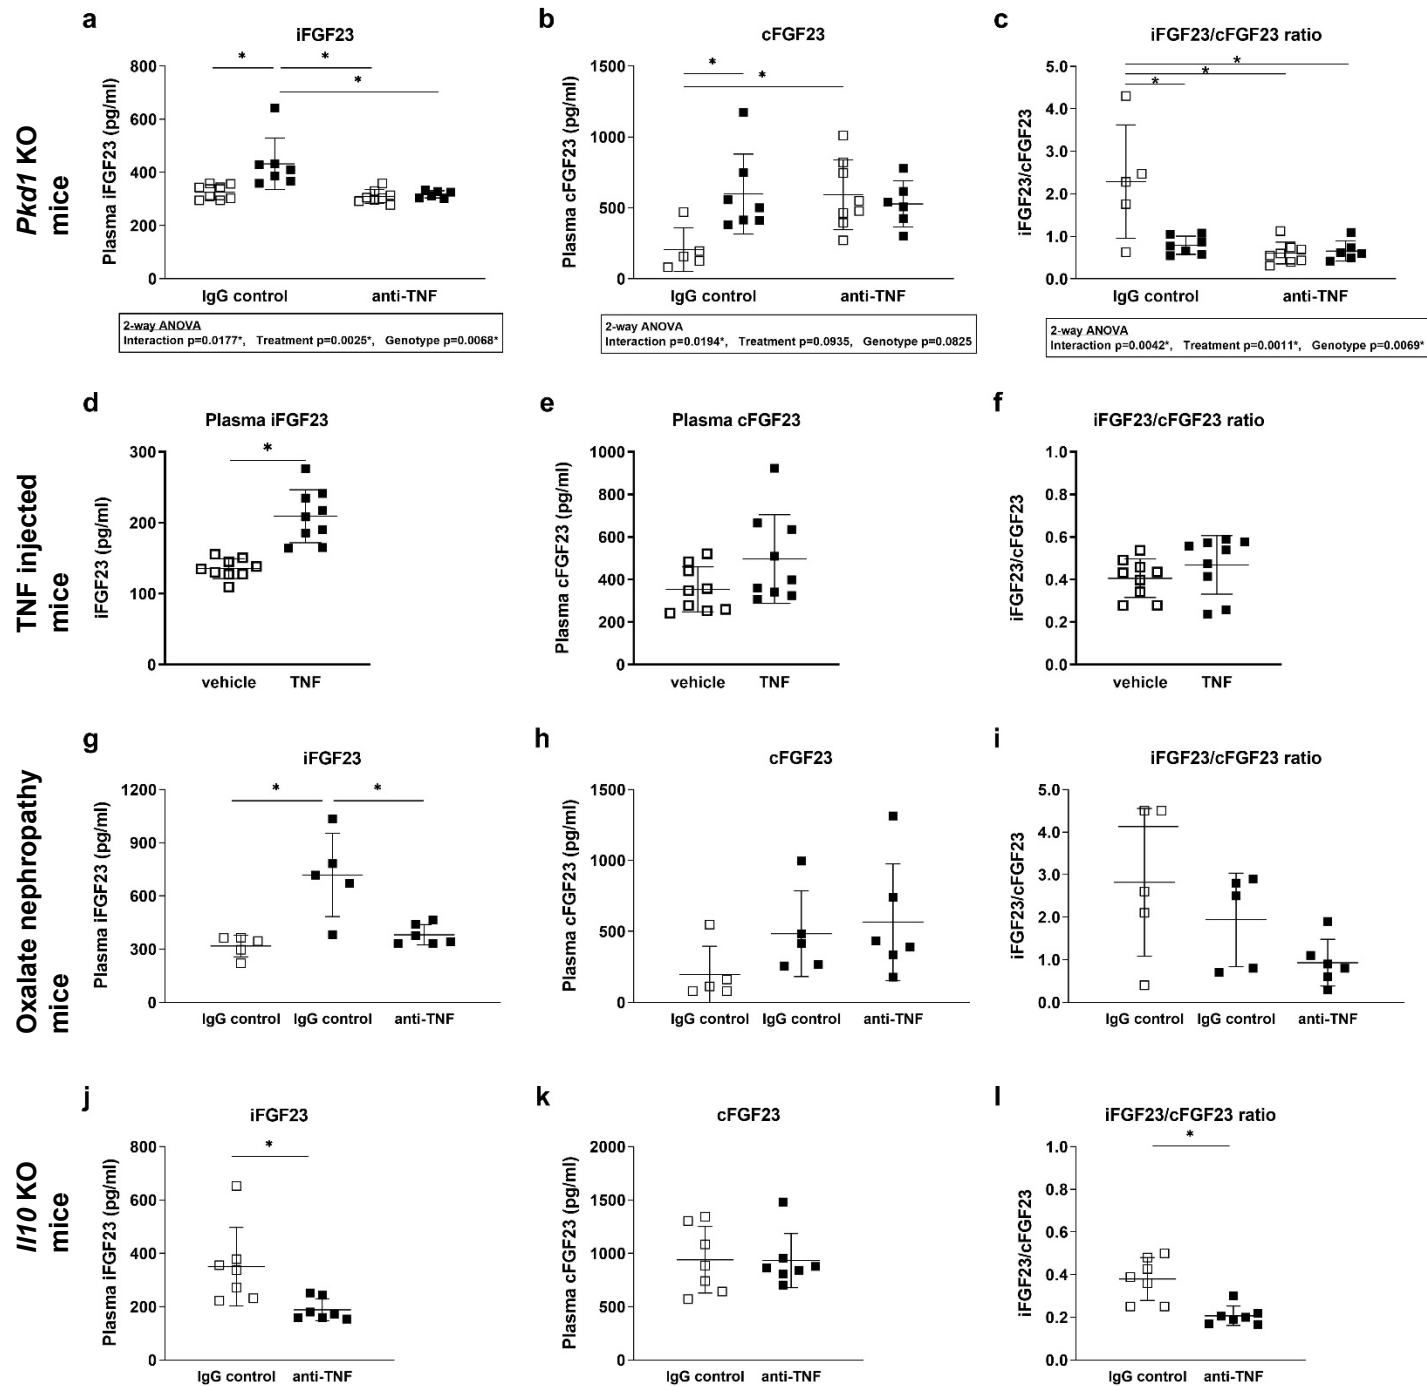 a
iFGF23
Pkd1 KO
mice
Plasma iFGF23 (pg/ml)
800
600
400
200
0
*
*
*
IgG control
anti-TNF
2-way ANOVA
Interaction p=0.0177*, Treatment p=0.0025*, Genotype p=0.0068*
b
cFGF23
Plasma cFGF23 (pg/ml)
1500
1000
500
0
*
*
IgG control
anti-TNF
2-way ANOVA
Interaction p=0.0194*, Treatment p=0.0935, Genotype p=0.0825
c
iFGF23/cFGF23 ratio
iFGF23/cFGF23
5.0
4.0
3.0
2.0
1.0
0.0
*
*
*
IgG control
anti-TNF
2-way ANOVA
Interaction p=0.0042*, Treatment p=0.0011*, Genotype p=0.0069*
TNF injected
mice
d
Plasma iFGF23
iFGF23 (pg/ml)
300
200
100
0
*
vehicle
TNF
e
Plasma cFGF23
Plasma cFGF23 (pg/ml)
1000
800
600
400
200
0
vehicle
TNF
f
iFGF23/cFGF23 ratio
iFGF23/cFGF23
1.0
0.8
0.6
0.4
0.2
0.0
vehicle
TNF
Oxalate nephropathy
mice
g
iFGF23
Plasma iFGF23 (pg/ml)
1200
900
600
300
0
*
*
IgG control
IgG control
anti-TNF
h
cFGF23
Plasma cFGF23 (pg/ml)
1500
1000
500
0
IgG control
IgG control
anti-TNF
i
iFGF23/cFGF23 ratio
iFGF23/cFGF23
5.0
4.0
3.0
2.0
1.0
0.0
IgG control
IgG control
anti-TNF
Il10 KO
mice
j
iFGF23
Plasma iFGF23 (pg/ml)
800
600
400
200
0
*
IgG control
anti-TNF
k
cFGF23
Plasma cFGF23 (pg/ml)
2000
1500
1000
500
0
IgG control
anti-TNF
l
iFGF23/cFGF23 ratio
iFGF23/cFGF23
1.0
0.8
0.6
0.4
0.2
0.0
*
IgG control
anti-TNF